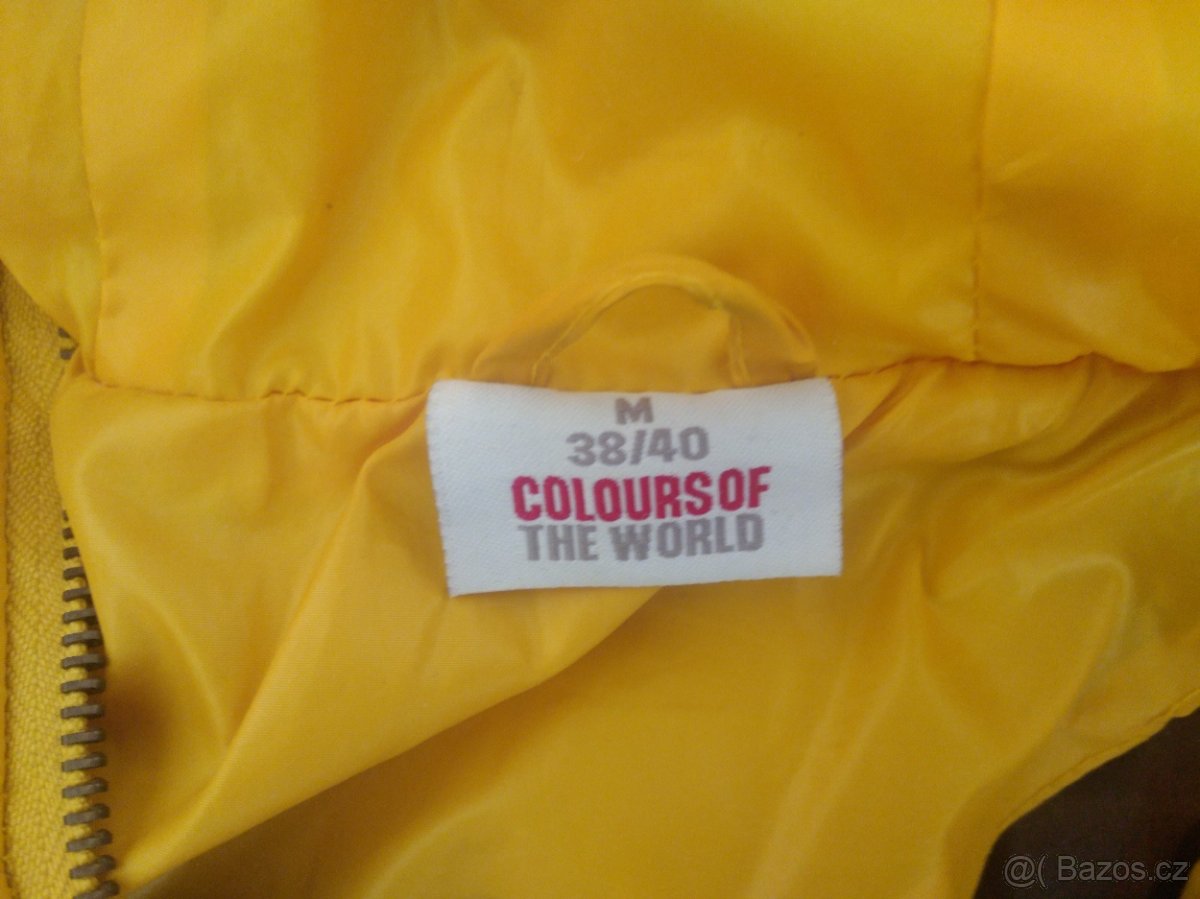 M
38/40
COLOURS OF
THE WORLD
@( Bazos.cz